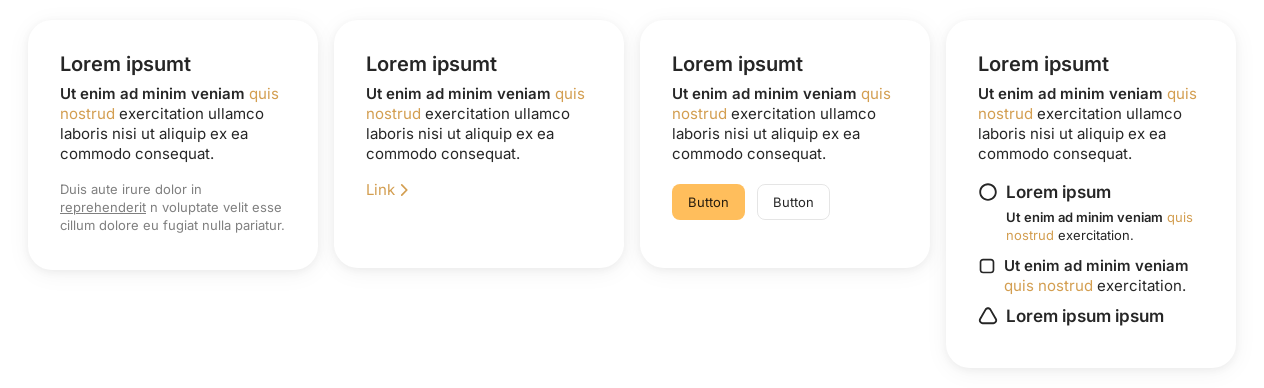 Lorem ipsumt
Ut enim ad minim veniam quis
nostrud exercitation ullamco
laboris nisi ut aliquip ex ea
commodo consequat.
Duis aute irure dolor in
reprehenderit n voluptate velit esse
cillum dolore eu fugiat nulla pariatur.
Lorem ipsumt
Ut enim ad minim veniam quis
nostrud exercitation ullamco
laboris nisi ut aliquip ex ea
commodo consequat.
Link
Lorem ipsumt
Ut enim ad minim veniam quis
nostrud exercitation ullamco
laboris nisi ut aliquip ex ea
commodo consequat.
Button Button
Lorem ipsumt
Ut enim ad minim veniam quis
nostrud exercitation ullamco
laboris nisi ut aliquip ex ea
commodo consequat.
Lorem ipsum
Ut enim ad minim veniam quis
nostrud exercitation.
Ut enim ad minim veniam
quis nostrud exercitation.
Lorem ipsum ipsum